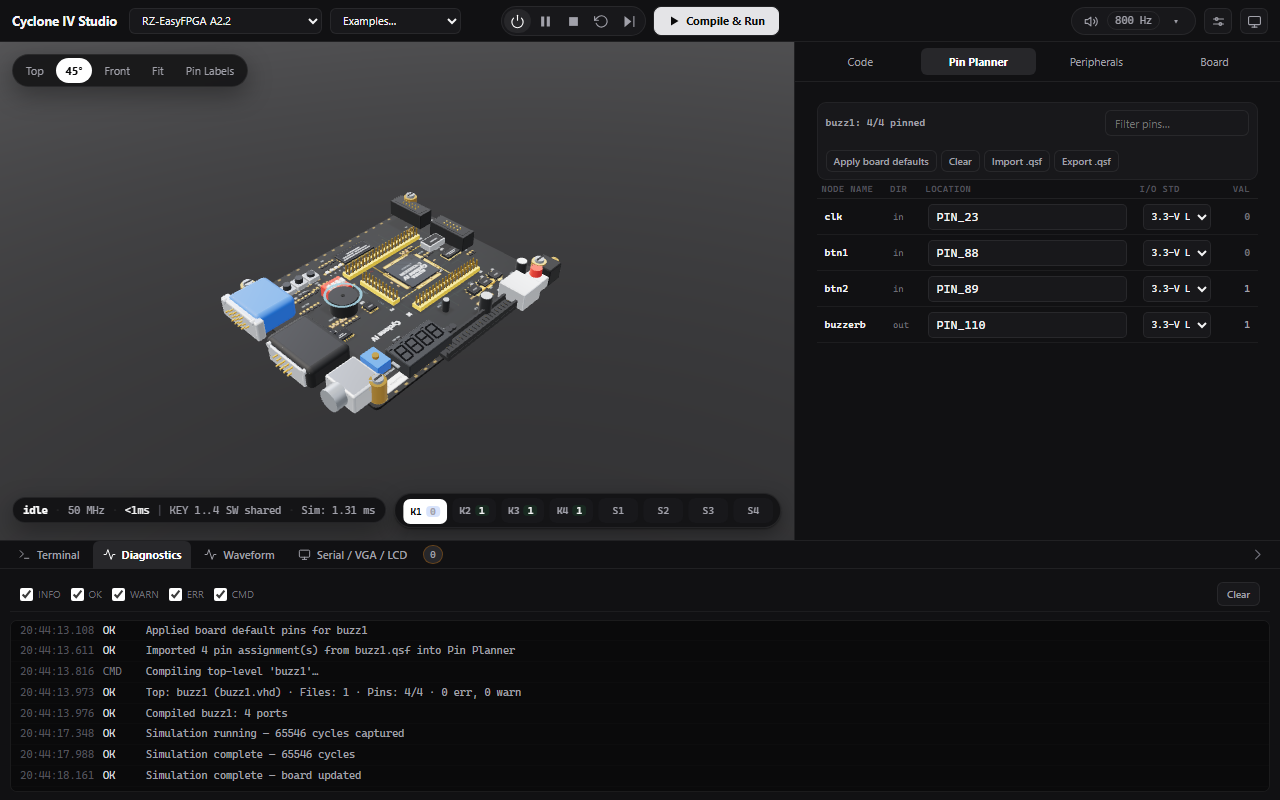 Cyclone IV Studio
RZ-EasyFPGA A2.2
Examples...
Compile & Run
800 Hz
Top 45° Front Fit Pin Labels
Code Pin Planner Peripherals Board
buzz1: 4/4 pinned
Filter pins...
Apply board defaults Clear Import .qsf Export .qsf
NODE NAME DIR LOCATION I/O STD VAL
clk in PIN_23 3.3-V L 0
btn1 in PIN_88 3.3-V L 0
btn2 in PIN_89 3.3-V L 1
buzzerb out PIN_110 3.3-V L 1
Cyclone IV
idle · 50 MHz · <1ms | KEY 1..4 SW shared · Sim: 1.31 ms
K1 0 K2 1 K3 1 K4 1 S1 S2 S3 S4
Terminal Diagnostics Waveform Serial / VGA / LCD 0
INFO OK WARN ERR CMD Clear
20:44:13.108 OK Applied board default pins for buzz1
20:44:13.611 OK Imported 4 pin assignment(s) from buzz1.qsf into Pin Planner
20:44:13.816 CMD Compiling top-level 'buzz1'…
20:44:13.973 OK Top: buzz1 (buzz1.vhd) · Files: 1 · Pins: 4/4 · 0 err, 0 warn
20:44:13.976 OK Compiled buzz1: 4 ports
20:44:17.348 OK Simulation running — 65546 cycles captured
20:44:17.988 OK Simulation complete — 65546 cycles
20:44:18.161 OK Simulation complete — board updated